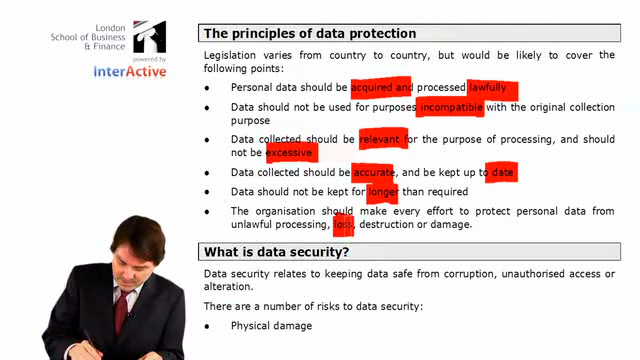 London
School of Business
& Finance
powered by
InterActive
The principles of data protection
Legislation varies from country to country, but would be likely to cover the
following points:
● Personal data should be acquired and processed lawfully
● Data should not be used for purposes incompatible with the original collection
purpose
● Data collected should be relevant for the purpose of processing, and should
not be excessive
● Data collected should be accurate, and be kept up to date
● Data should not be kept for longer than required
● The organisation should make every effort to protect personal data from
unlawful processing, loss, destruction or damage.
What is data security?
Data security relates to keeping data safe from corruption, unauthorised access or
alteration.
There are a number of risks to data security:
● Physical damage